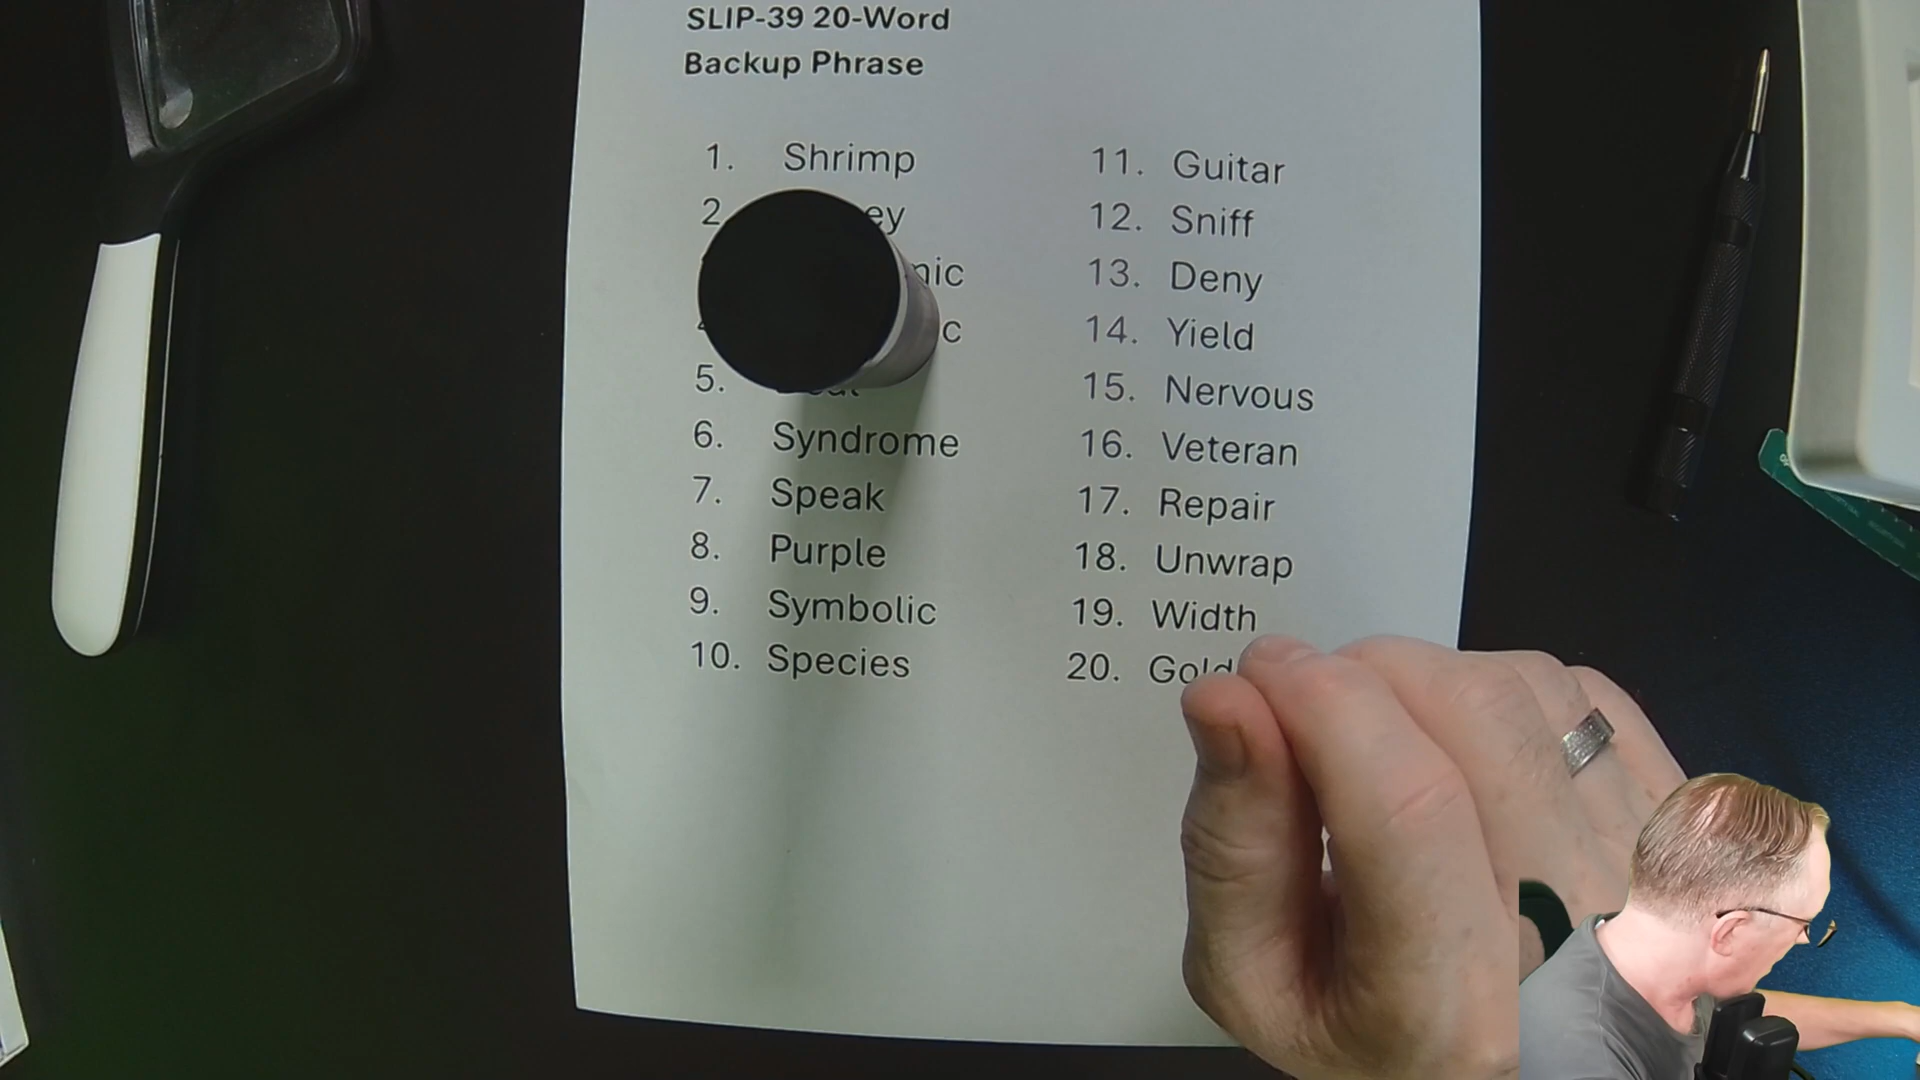 SLIP-39 20-Word
Backup Phrase
1. Shrimp
2.
5.
6. Syndrome
7. Speak
8. Purple
9. Symbolic
10. Species
11. Guitar
12. Sniff
13. Deny
14. Yield
15. Nervous
16. Veteran
17. Repair
18. Unwrap
19. Width
20.